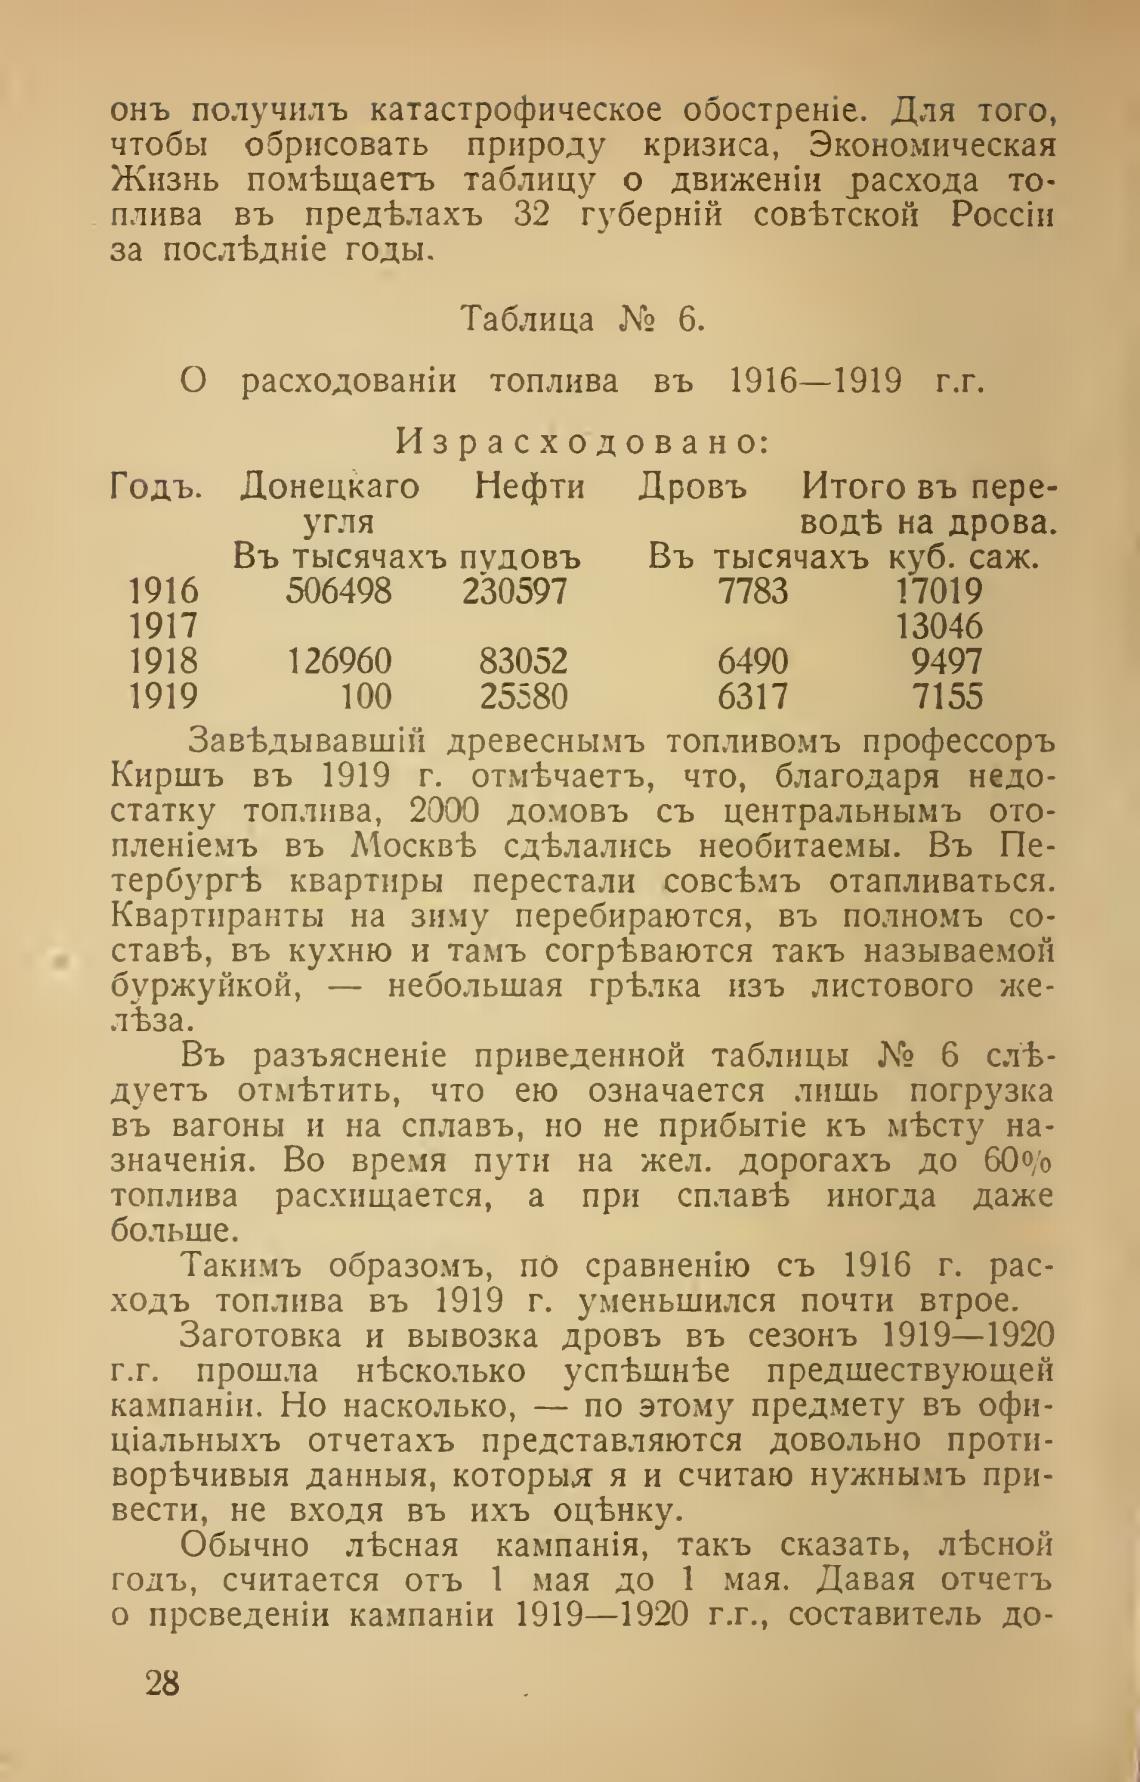 онъ получилъ катастрофическое обостреніе. Для того,
чтобы обрисовать природу кризиса, Экономическая
Жизнь помѣщаетъ таблицу о движеніи расхода то-
плива въ предѣлахъ 32 губерній совѣтской Россіи
за послѣдніе годы.
Таблица № 6.
О расходованіи топлива въ 1916—1919 г.г.
Израсходовано:
Годъ. Донецкаго Нефти Дровъ Итого въ пере-
угля водѣ на дрова.
Въ тысячахъ пудовъ Въ тысячахъ куб. саж.
1916 506498 230597 7783 17019
1917 13046
1918 126960 83052 6490 9497
1919 100 25580 6317 7155
Завѣдывавшій древеснымъ топливомъ профессоръ
Киршъ въ 1919 г. отмѣчаетъ, что, благодаря недо-
статку топлива, 2000 домовъ съ центральнымъ ото-
пленіемъ въ Москвѣ сдѣлались необитаемы. Въ Пе-
тербургѣ квартиры перестали совсѣмъ отапливаться.
Квартиранты на зиму перебираются, въ полномъ со-
ставѣ, въ кухню и тамъ согрѣваются такъ называемой
буржуйкой, — небольшая грѣлка изъ листового же-
лѣза.
Въ разъясненіе приведенной таблицы № 6 слѣ-
дуетъ отмѣтить, что ею означается лишь погрузка
въ вагоны и на сплавъ, но не прибытіе къ мѣсту на-
значенія. Во время пути на жел. дорогахъ до 60%
топлива расхищается, а при сплавѣ иногда даже
больше.
Такимъ образомъ, по сравненію съ 1916 г. рас-
ходъ топлива въ 1919 г. уменьшился почти втрое.
Заготовка и вывозка дровъ въ сезонъ 1919—1920
г.г. прошла нѣсколько успѣшнѣе предшествующей
кампаніи. Но насколько, — по этому предмету въ офи-
ціальныхъ отчетахъ представляются довольно проти-
ворѣчивыя данныя, которыя я и считаю нужнымъ при-
вести, не входя въ ихъ оцѣнку.
Обычно лѣсная кампанія, такъ сказать, лѣсной
годъ, считается отъ 1 мая до 1 мая. Давая отчетъ
о проведеніи кампаніи 1919—1920 г.г., составитель до-
28